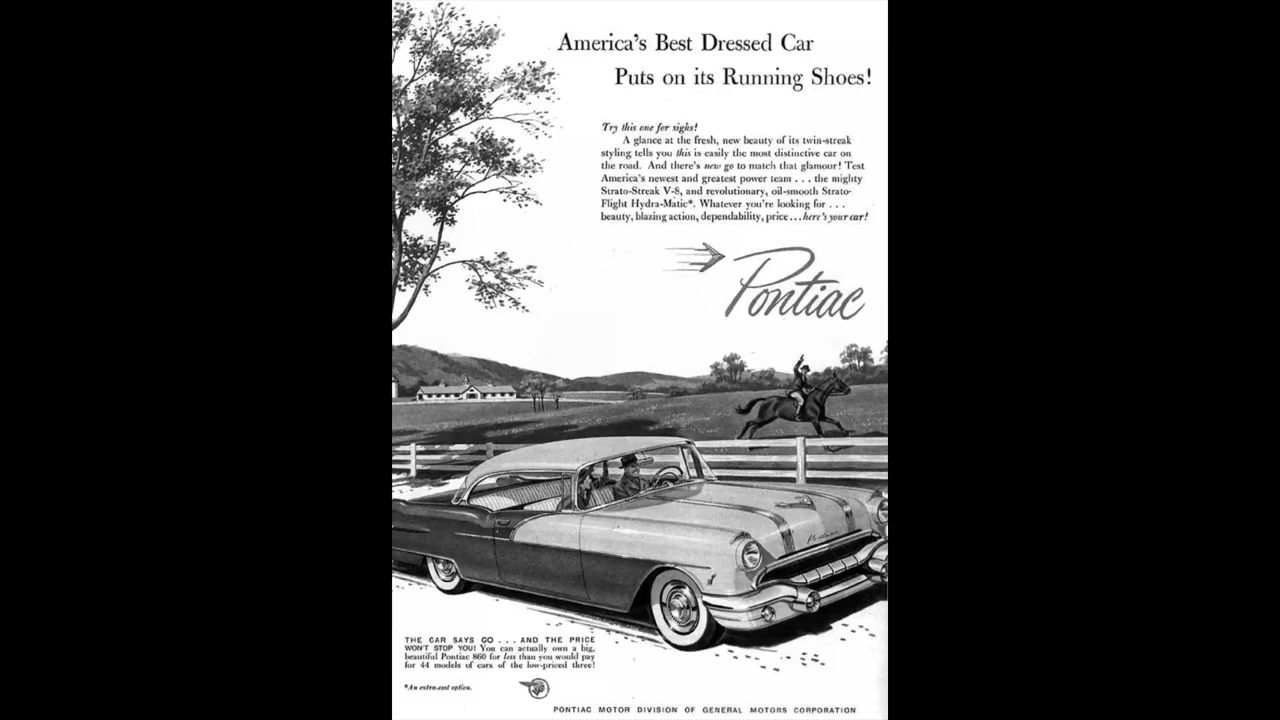 America's Best Dressed Car
Puts on its Running Shoes!
Try this one for sighs!
A glance at the fresh, new beauty of its twin-streak
styling tells you this is easily the most distinctive car on
the road. And there's new go to match that glamour! Test
America's newest and greatest power team . . . the mighty
Strato-Streak V-8, and revolutionary, oil-smooth Strato-
Flight Hydra-Matic*. Whatever you're looking for . . .
beauty, blazing action, dependability, price . . . here's your car!
Pontiac
THE CAR SAYS GO . . . AND THE PRICE
WON'T STOP YOU! You can actually own a big,
beautiful Pontiac 860 for less than you would pay
for 44 models of cars of the low-priced three!
*An extra-cost option.
PONTIAC MOTOR DIVISION OF GENERAL MOTORS CORPORATION